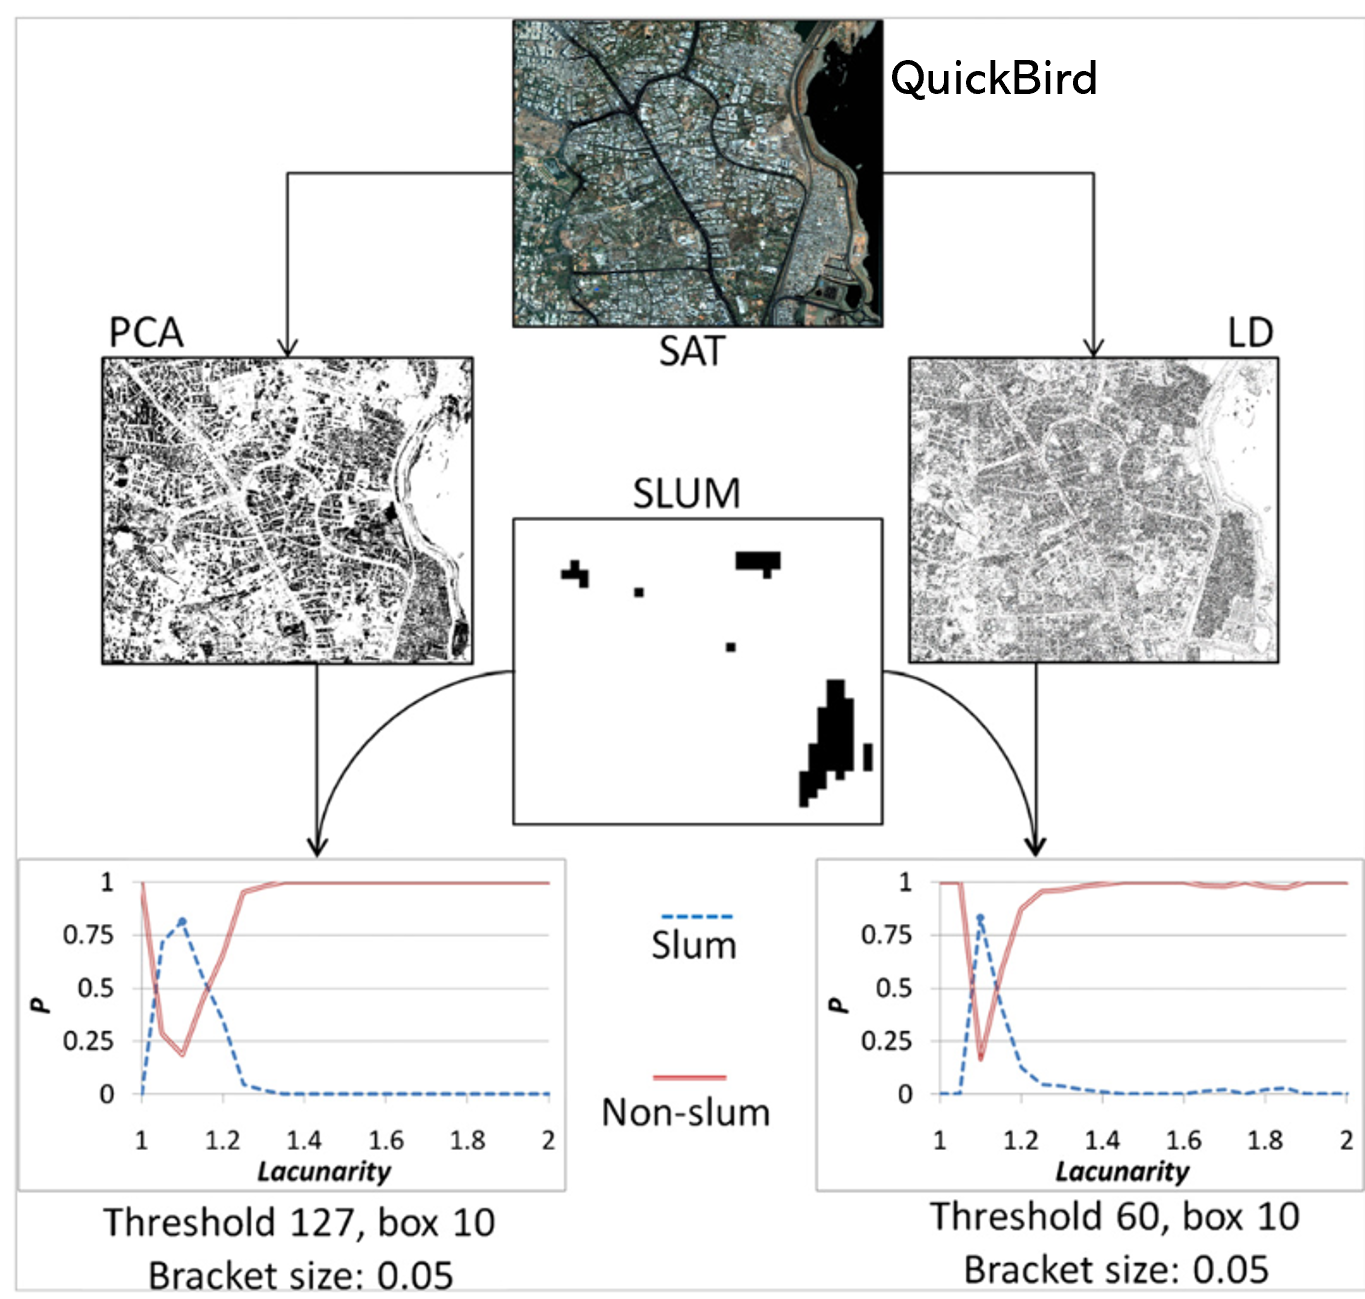 QuickBird
SAT
PCA
LD
SLUM
1
0.75
0.5
0.25
0
P
1 1.2 1.4 1.6 1.8 2
Lacunarity
Threshold 127, box 10
Bracket size: 0.05
Slum
Non-slum
1
0.75
0.5
0.25
0
P
1 1.2 1.4 1.6 1.8 2
Lacunarity
Threshold 60, box 10
Bracket size: 0.05